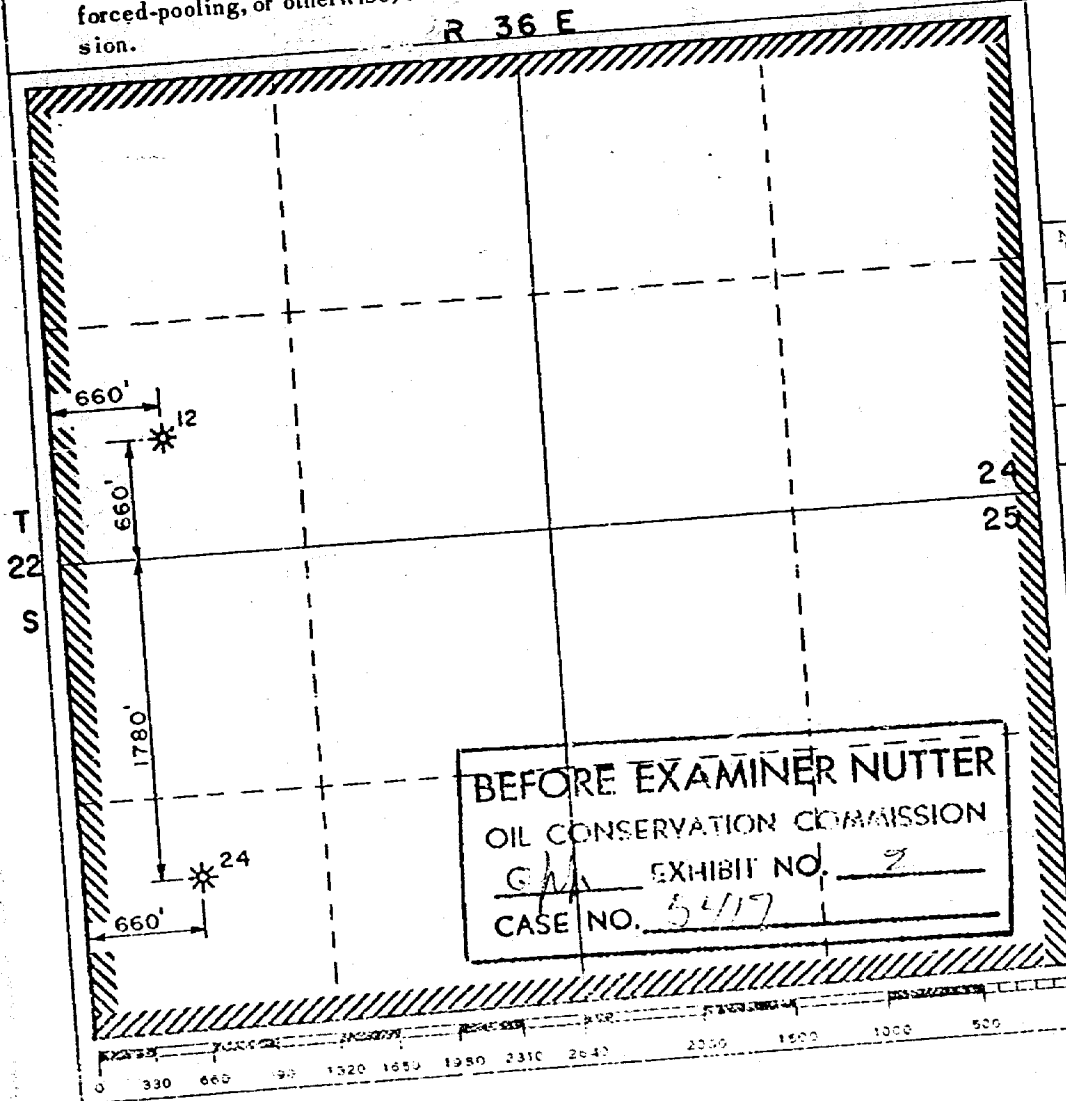 forced-pooling, or otherwise)
sion.
R 36 E
660'
12
660'
24
T
25
22
S
1780'
24
660'
BEFORE EXAMINER NUTTER
OIL CONSERVATION COMMISSION
EXHIBIT NO. 2
CASE NO. 5417
0 330 660 90 1320 1650 1980 2310 2640 2000 1500 1000 500